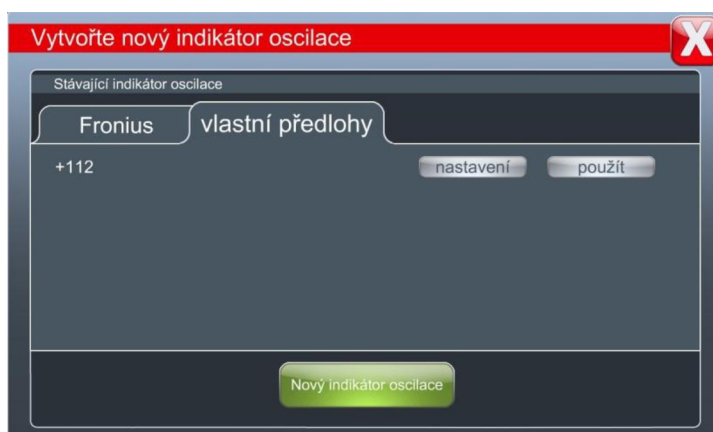 Vytvořte nový indikátor oscilace
X
Stávající indikátor oscilace
Fronius vlastní předlohy
+112 nastavení použít
Nový indikátor oscilace